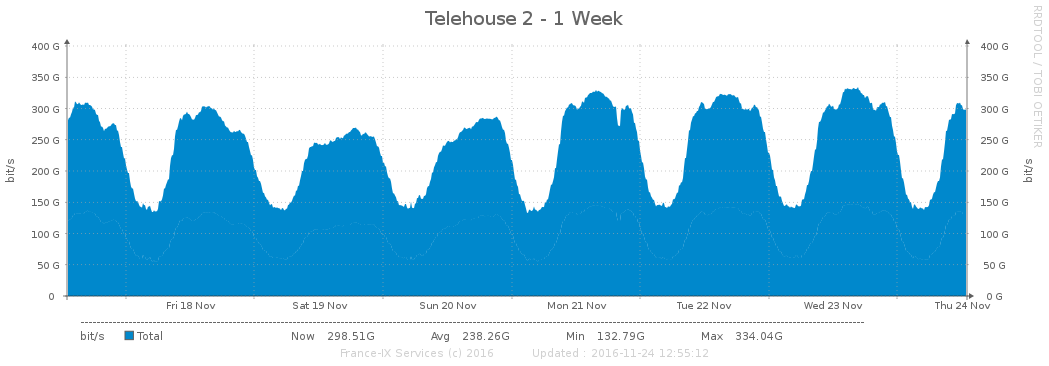 Telehouse 2 - 1 Week
RRDTOOL / TOBI OETIKER
400 G 400 G
350 G 350 G
300 G 300 G
250 G 250 G
200 G 200 G
150 G 150 G
100 G 100 G
50 G 50 G
0 0 G
bit/s bit/s
Fri 18 Nov Sat 19 Nov Sun 20 Nov Mon 21 Nov Tue 22 Nov Wed 23 Nov Thu 24 Nov
bit/s Total Now 298.51G Avg 238.26G Min 132.79G Max 334.04G
France-IX Services (c) 2016 Updated : 2016-11-24 12:55:12